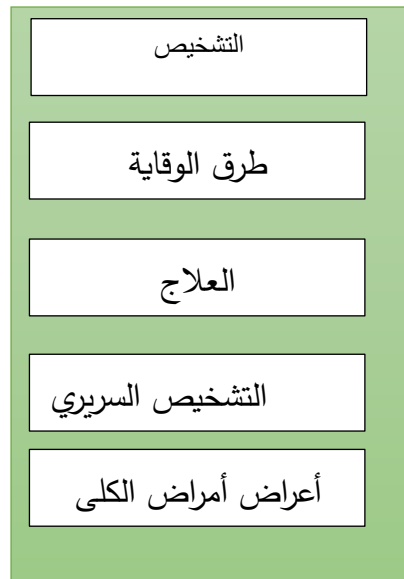 التشخيص
طرق الوقاية
العلاج
التشخيص السريري
أعراض أمراض الكلى